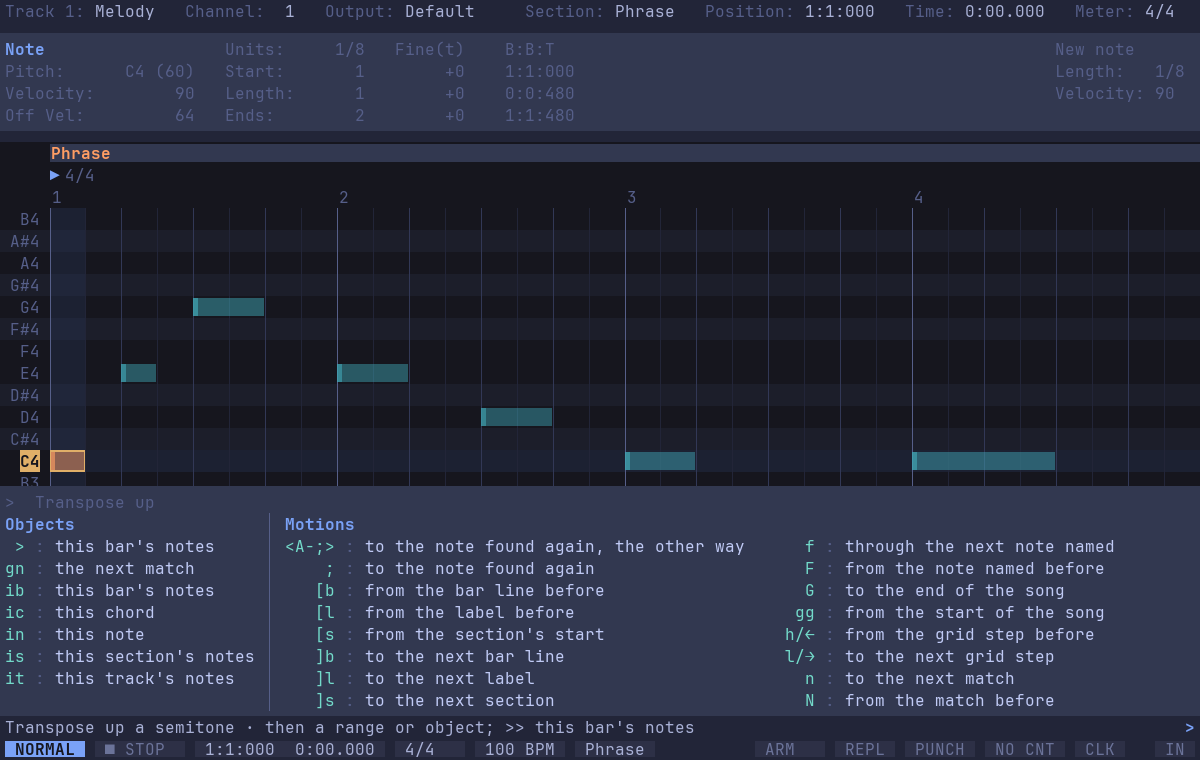 Track 1: Melody Channel: 1 Output: Default Section: Phrase Position: 1:1:000 Time: 0:00.000 Meter: 4/4
Note Units: 1/8 Fine(t) B:B:T New note
Pitch: C4 (60) Start: 1 +0 1:1:000 Length: 1/8
Velocity: 90 Length: 1 +0 0:0:480 Velocity: 90
Off Vel: 64 Ends: 2 +0 1:1:480
Phrase
▶ 4/4
1 2 3 4
B4
A#4
A4
G#4
G4
F#4
F4
E4
D#4
D4
C#4
C4
B3
> Transpose up
Objects Motions
> : this bar's notes <A-;> : to the note found again, the other way f : through the next note named
gn : the next match ; : to the note found again F : from the note named before
ib : this bar's notes [b : from the bar line before G : to the end of the song
ic : this chord [l : from the label before gg : from the start of the song
in : this note [s : from the section's start h/← : from the grid step before
is : this section's notes ]b : to the next bar line l/→ : to the next grid step
it : this track's notes ]l : to the next label n : to the next match
]s : to the next section N : from the match before
Transpose up a semitone · then a range or object; >> this bar's notes >
NORMAL ■ STOP 1:1:000 0:00.000 4/4 100 BPM Phrase ARM REPL PUNCH NO CNT CLK IN